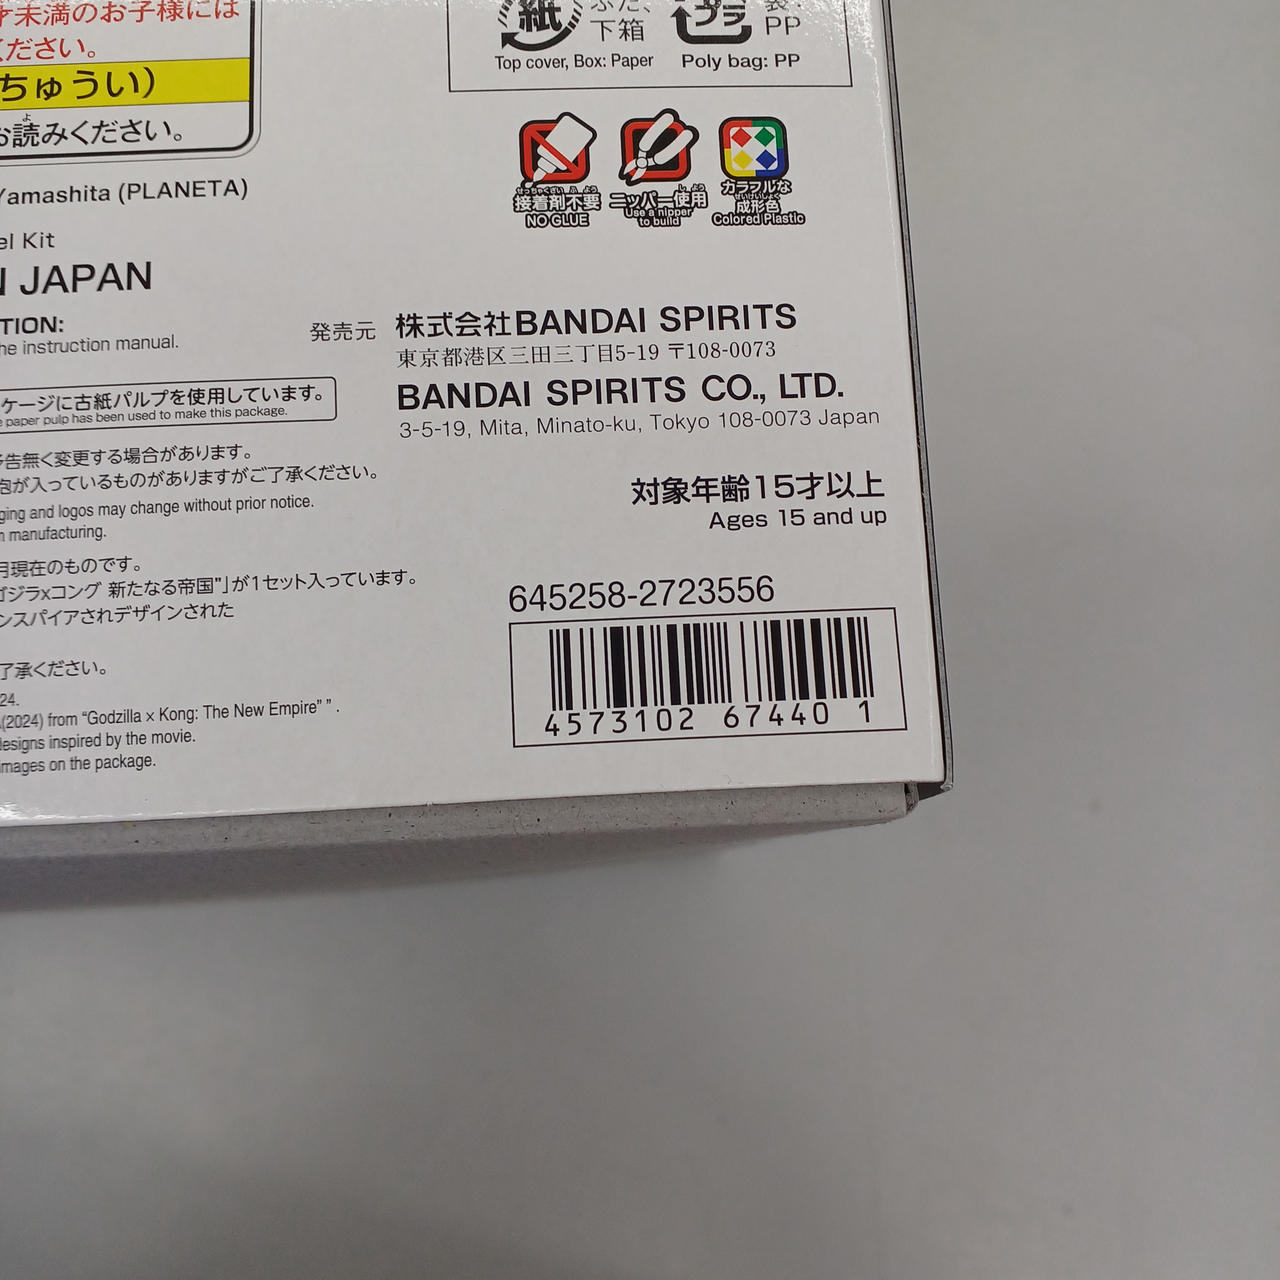 才未満のお子様には
ください。
ちゅうい）
お読みください。
紙
ふた、
下箱
Top cover, Box: Paper
プラ
袋：
PP
Poly bag: PP
接着剤不要
NO GLUE
ニッパー使用
Use a nipper
to build
カラフルな
成形色
Colored Plastic
Yamashita (PLANETA)
el Kit
N JAPAN
TION:
he instruction manual.
発売元
株式会社BANDAI SPIRITS
東京都港区三田三丁目5-19 〒108-0073
BANDAI SPIRITS CO., LTD.
3-5-19, Mita, Minato-ku, Tokyo 108-0073 Japan
ケージに古紙パルプを使用しています。
paper pulp has been used to make this package.
予告無く変更する場合があります。
泡が入っているものがありますがご了承ください。
ging and logos may change without prior notice.
n manufacturing.
対象年齢15才以上
Ages 15 and up
月現在のものです。
ゴジラxコング 新たなる帝国"」が1セット入っています。
ンスパイアされデザインされた
645258-2723556
4573102 67440 1
了承ください。
24.
(2024) from “Godzilla x Kong: The New Empire” ” .
designs inspired by the movie.
images on the package.